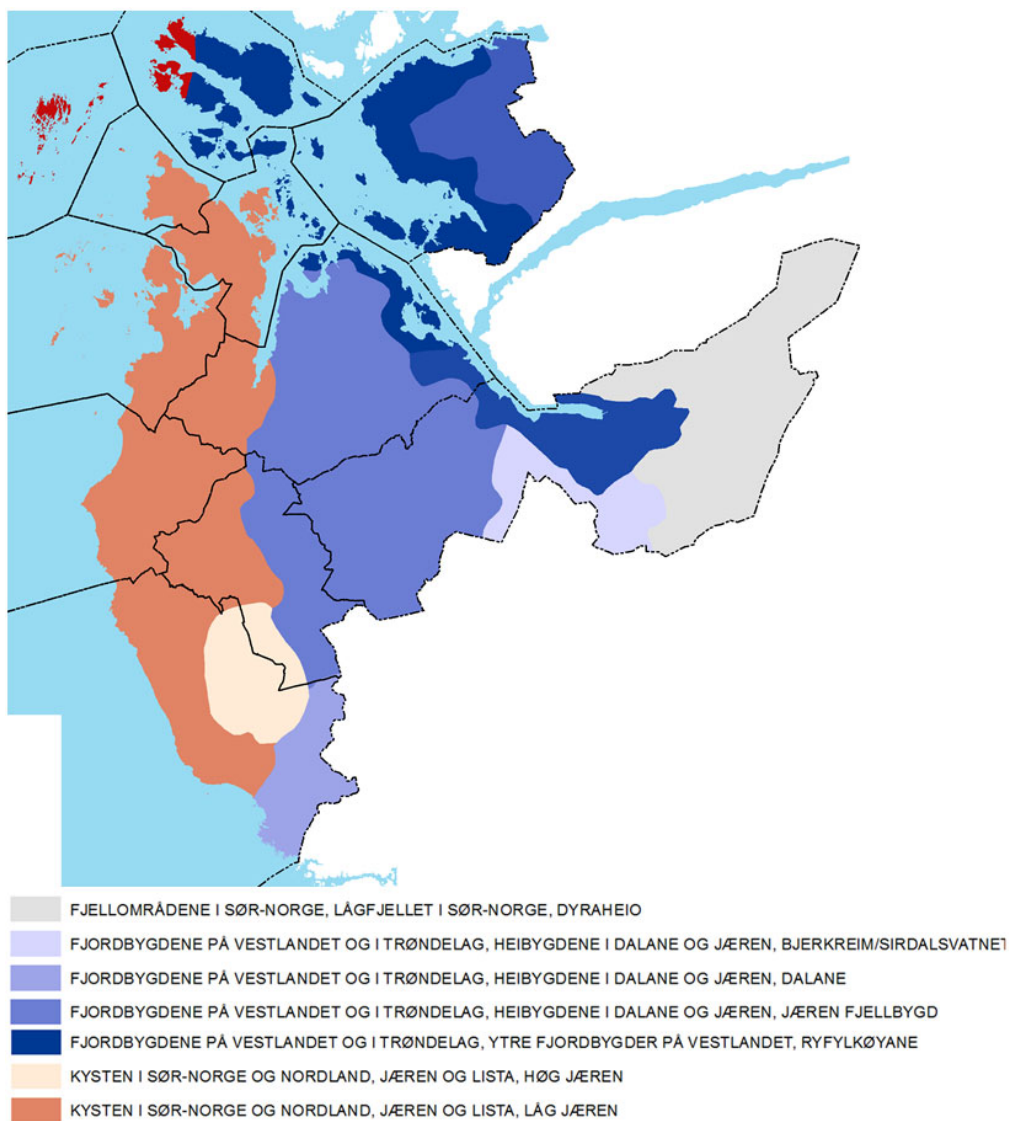 FJELLOMRÅDENE I SØR-NORGE, LÅGFJELLET I SØR-NORGE, DYRAHEIO
FJORDBYGDENE PÅ VESTLANDET OG I TRØNDELAG, HEIBYGDENE I DALANE OG JÆREN, BJERKREIM/SIRDALSVATNET
FJORDBYGDENE PÅ VESTLANDET OG I TRØNDELAG, HEIBYGDENE I DALANE OG JÆREN, DALANE
FJORDBYGDENE PÅ VESTLANDET OG I TRØNDELAG, HEIBYGDENE I DALANE OG JÆREN, JÆREN FJELLBYGD
FJORDBYGDENE PÅ VESTLANDET OG I TRØNDELAG, YTRE FJORDBYGDER PÅ VESTLANDET, RYFYLKØYANE
KYSTEN I SØR-NORGE OG NORDLAND, JÆREN OG LISTA, HØG JÆREN
KYSTEN I SØR-NORGE OG NORDLAND, JÆREN OG LISTA, LÅG JÆREN